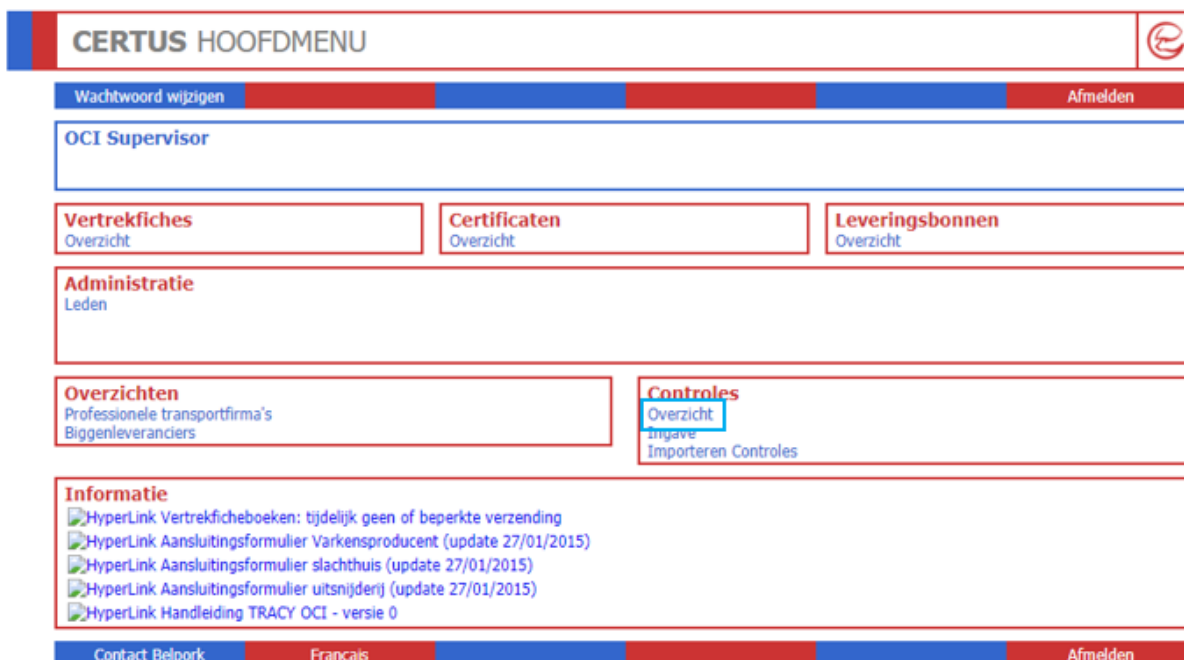 CERTUS HOOFDMENU
Wachtwoord wijzigen Afmelden
OCI Supervisor
Vertrekfiches
Overzicht
Certificaten
Overzicht
Leveringsbonnen
Overzicht
Administratie
Leden
Overzichten
Professionele transportfirma's
Biggenleveranciers
Controles
Overzicht
Ingave
Importeren Controles
Informatie
HyperLink Vertrekficheboeken: tijdelijk geen of beperkte verzending
HyperLink Aansluitingsformulier Varkensproducent (update 27/01/2015)
HyperLink Aansluitingsformulier slachthuis (update 27/01/2015)
HyperLink Aansluitingsformulier uitsnijderij (update 27/01/2015)
HyperLink Handleiding TRACY OCI - versie 0
Contact Belpork Français Afmelden